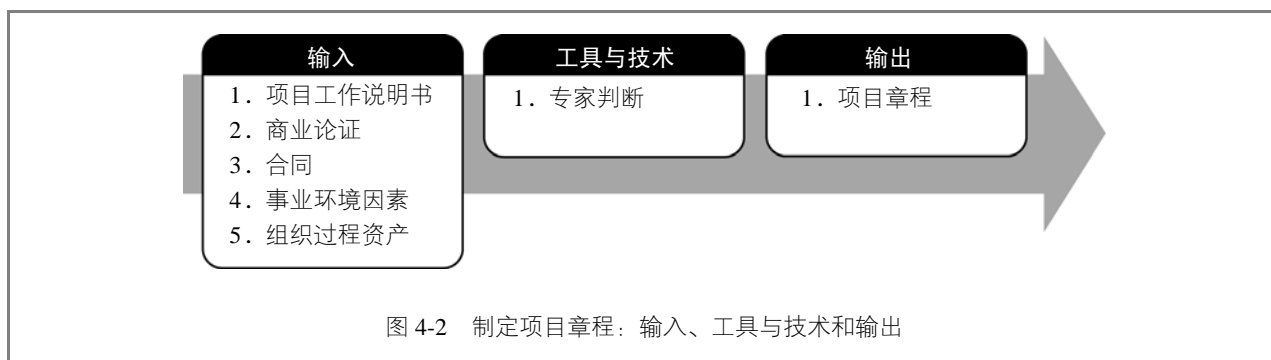 输入
1. 项目工作说明书
2. 商业论证
3. 合同
4. 事业环境因素
5. 组织过程资产
工具与技术
1. 专家判断
输出
1. 项目章程
图 4-2 制定项目章程：输入、工具与技术和输出